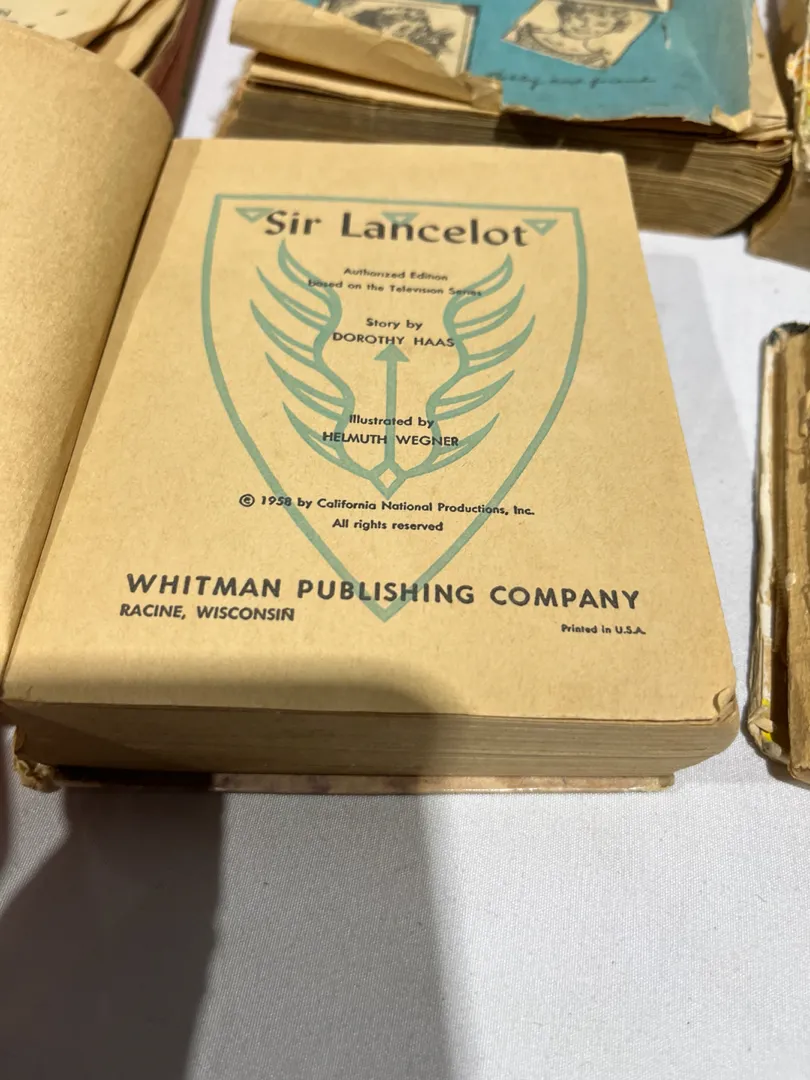 Sir Lancelot
Authorized Edition
based on the Television Series
Story by
DOROTHY HAAS
Illustrated by
HELMUTH WEGNER
© 1958 by California National Productions, Inc.
All rights reserved
WHITMAN PUBLISHING COMPANY
RACINE, WISCONSIN
Printed in U.S.A.